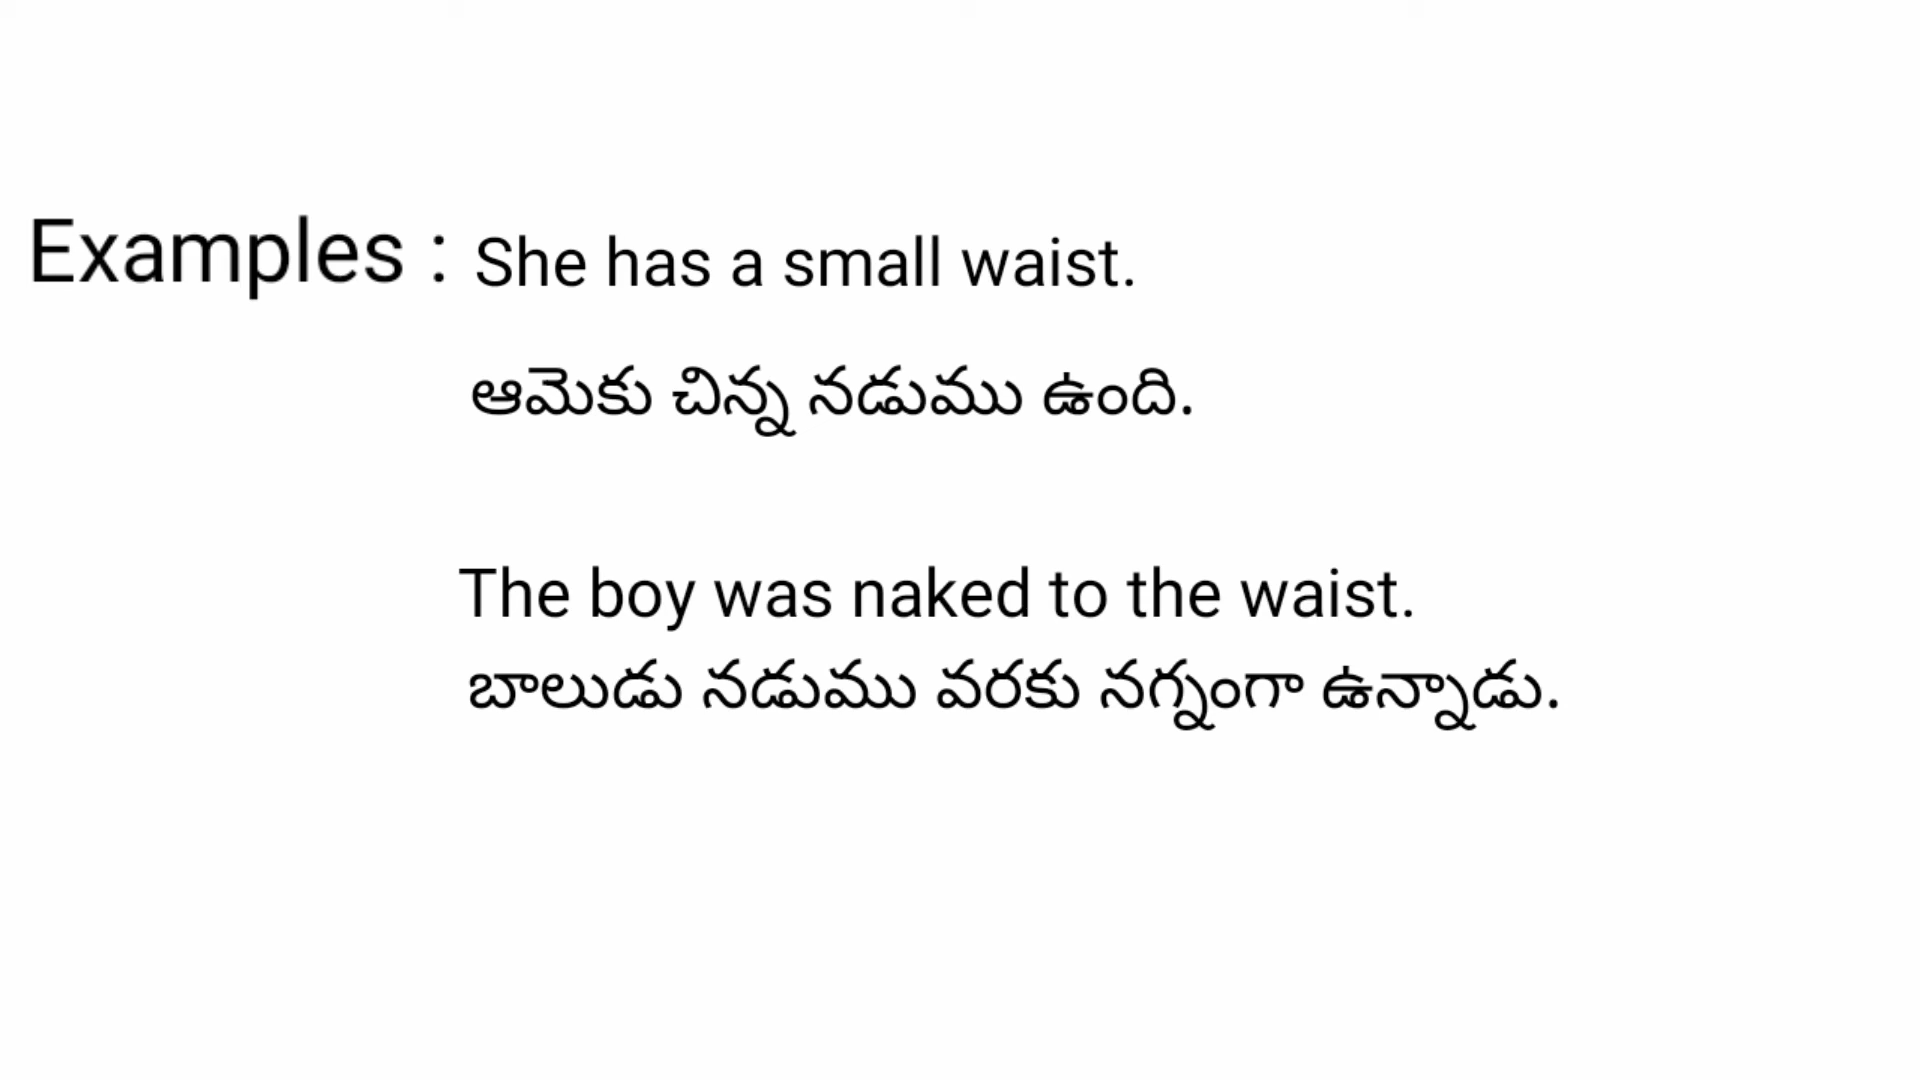 Examples : She has a small waist.
ఆమెకు చిన్న నడుము ఉంది.
The boy was naked to the waist.
బాలుడు నడుము వరకు నగ్నంగా ఉన్నాడు.